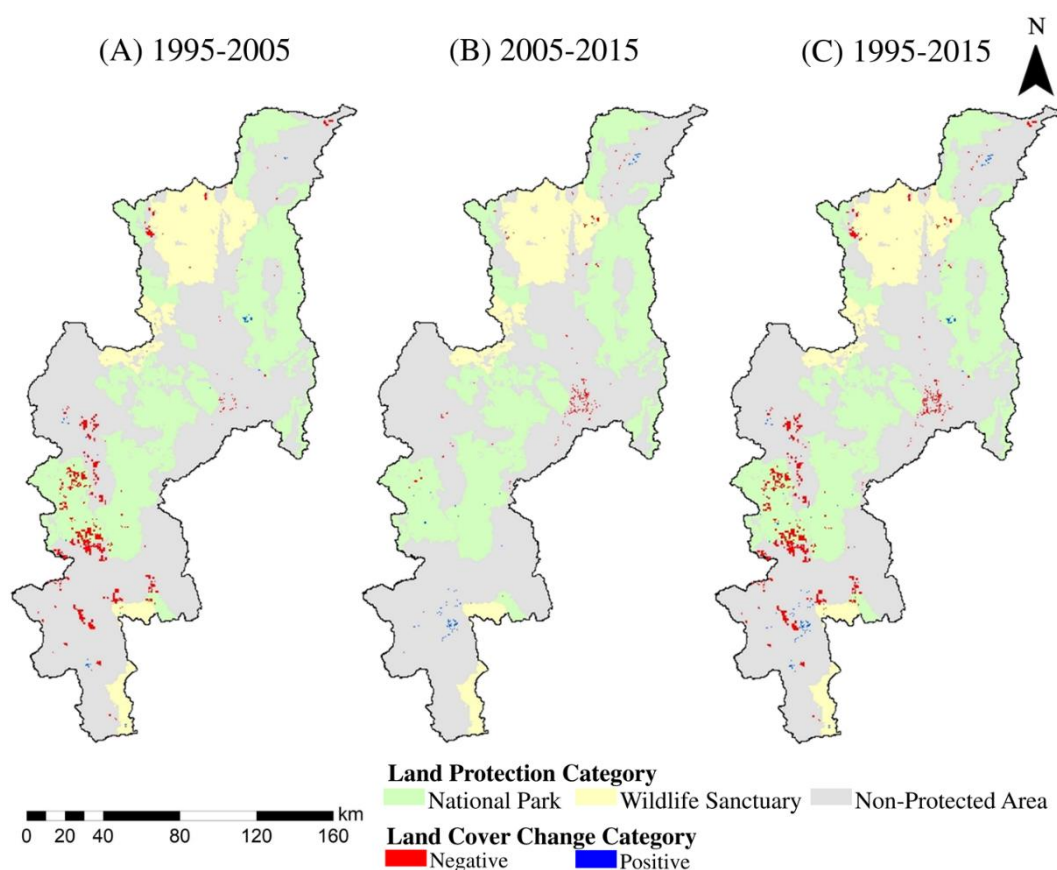 N
(A) 1995-2005
(B) 2005-2015
(C) 1995-2015
Land Protection Category
National Park
Wildlife Sanctuary
Non-Protected Area
km
0 10 20 40 80 120 160
Land Cover Change Category
Negative
Positive